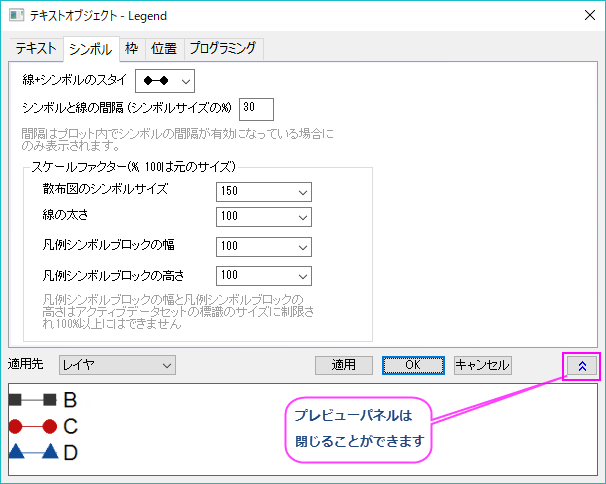 テキストオブジェクト - Legend
テキスト シンボル 枠 位置 プログラミング
線+シンボルのスタイ
シンボルと線の間隔 (シンボルサイズの%) 30
間隔はプロット内でシンボルの間隔が有効になっている場合に
のみ表示されます。
スケールファクター(%, 100は元のサイズ)
散布図のシンボルサイズ 150
線の太さ 100
凡例シンボルブロックの幅 100
凡例シンボルブロックの高さ 100
凡例シンボルブロックの幅と凡例シンボルブロックの
高さはアクティブデータセットの標識のサイズに制限さ
れ100%以上にはできません
適用先 レイヤ 適用 OK キャンセル
B
C
D
プレビューパネルは
閉じることができます